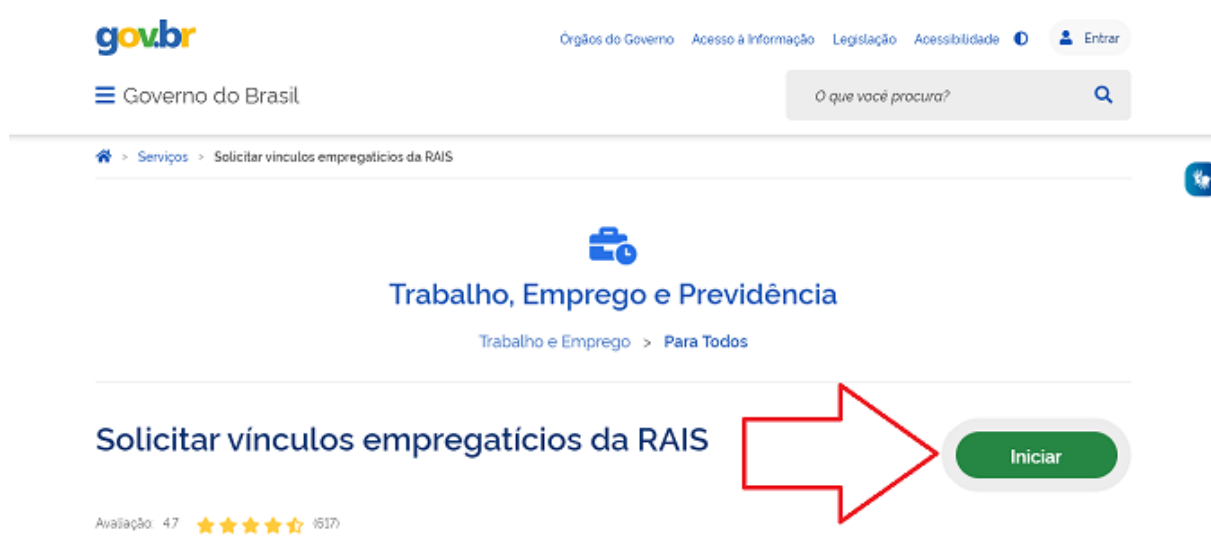 gov.br
Órgãos do Governo Acesso à Informação Legislação Acessibilidade Entrar
Governo do Brasil
O que você procura?
Serviços > Solicitar vínculos empregatícios da RAIS
Trabalho, Emprego e Previdência
Trabalho e Emprego > Para Todos
Solicitar vínculos empregatícios da RAIS
Iniciar
Avaliação: 4.7 (617)